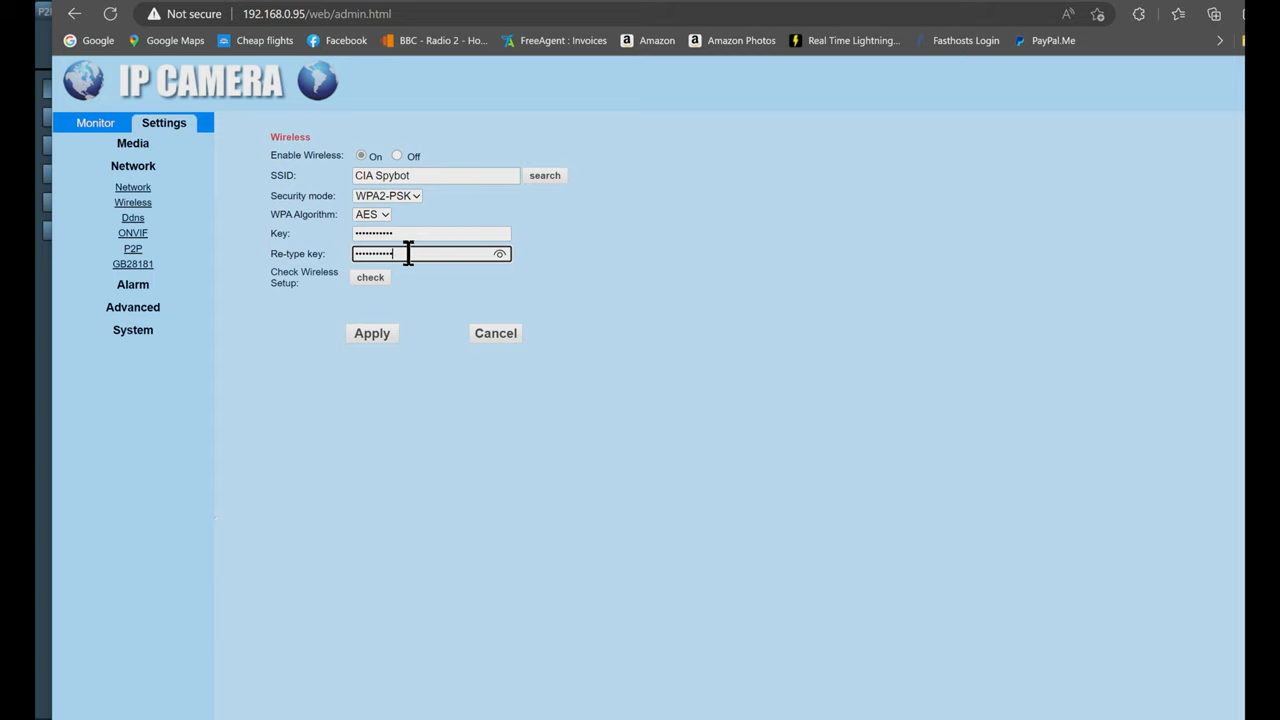 P2I
Not secure 192.168.0.95/web/admin.html
Google Google Maps Cheap flights Facebook BBC - Radio 2 - Ho... FreeAgent : Invoices Amazon Amazon Photos Real Time Lightning... Fasthosts Login PayPal.Me
IP CAMERA
Monitor Settings
Media
Network
Network
Wireless
Ddns
ONVIF
P2P
GB28181
Alarm
Advanced
System
Wireless
Enable Wireless: On Off
SSID: CIA Spybot search
Security mode: WPA2-PSK
WPA Algorithm: AES
Key: •••••••••••
Re-type key: •••••••••••
Check Wireless
Setup: check
Apply Cancel